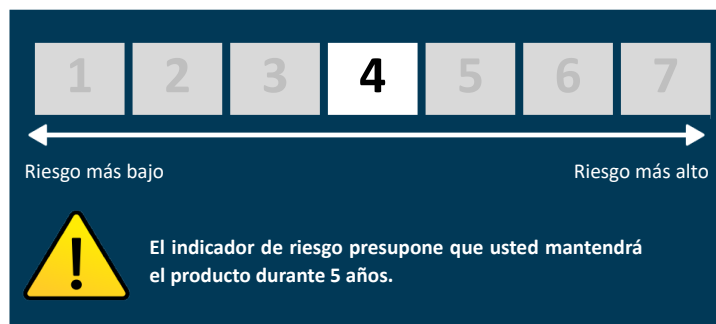 1 2 3 4 5 6 7
Riesgo más bajo Riesgo más alto
El indicador de riesgo presupone que usted mantendrá
el producto durante 5 años.